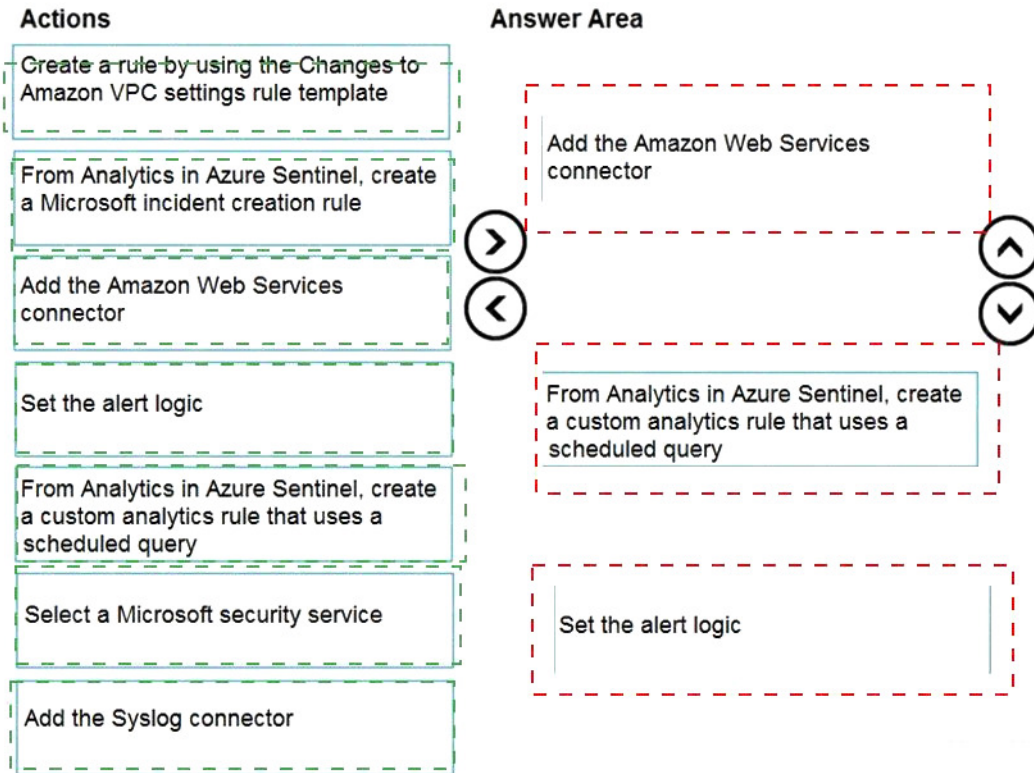 Actions
Create a rule by using the Changes to
Amazon VPC settings rule template
From Analytics in Azure Sentinel, create
a Microsoft incident creation rule
Add the Amazon Web Services
connector
Set the alert logic
From Analytics in Azure Sentinel, create
a custom analytics rule that uses a
scheduled query
Select a Microsoft security service
Add the Syslog connector
Answer Area
Add the Amazon Web Services
connector
From Analytics in Azure Sentinel, create
a custom analytics rule that uses a
scheduled query
Set the alert logic